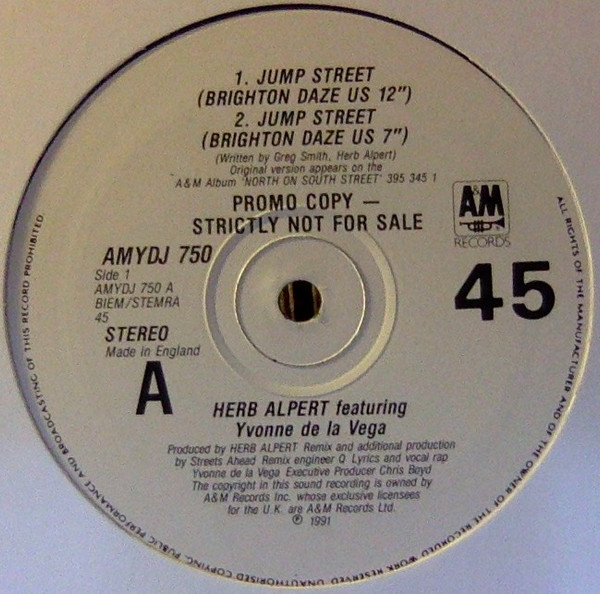 1. JUMP STREET
(BRIGHTON DAZE US 12")
2. JUMP STREET
(BRIGHTON DAZE US 7")
(Written by Greg Smith, Herb Alpert)
Original version appears on
A&M Album 'NORTH ON SOUTH STREET' 395 345 1
PROMO COPY —
STRICTLY NOT FOR SALE
A&M
RECORDS
AMYDJ 750
Side 1
AMYDJ 750 A
BIEM/STEMRA
45
STEREO
Made in England
A
45
HERB ALPERT featuring
Yvonne de la Vega
Produced by HERB ALPERT Remix and additional production
by Streets Ahead Remix engineer Q Lyrics and vocal rap
Yvonne de la Vega Executive Producer Chris Boyd
The copyright in this sound recording is owned by
A&M Records Inc. whose exclusive licensees
for the U.K. are A&M Records Ltd.
℗ 1991
ALL RIGHTS OF THE MANUFACTURER AND OF THE OWNER OF THE RECORDED WORK RESERVED UNAUTHORISED COPYING, PUBLIC PERFORMANCE AND BROADCASTING OF THIS RECORD PROHIBITED.